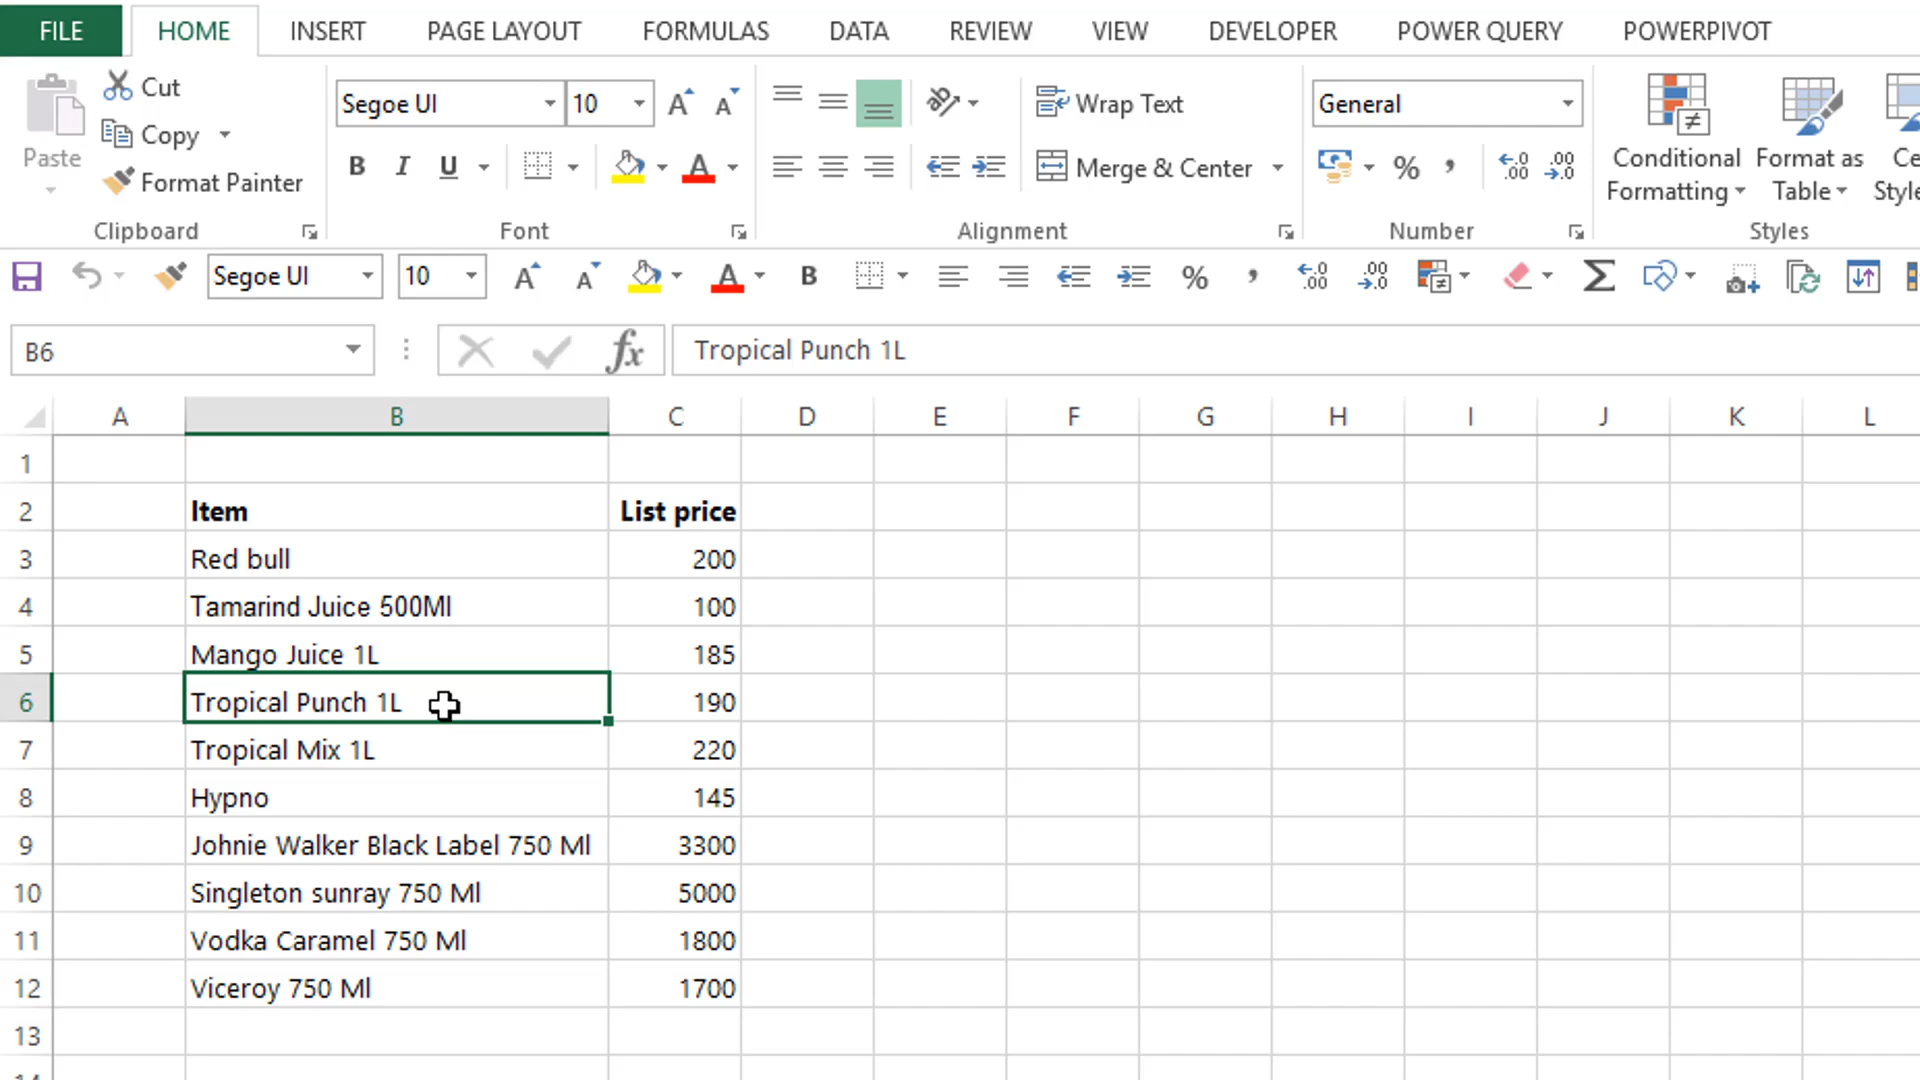 FILE HOME INSERT PAGE LAYOUT FORMULAS DATA REVIEW VIEW DEVELOPER POWER QUERY POWERPIVOT
Paste
Cut
Copy
Format Painter
Clipboard
Segoe UI 10
B I U
Font
Wrap Text
Merge & Center
Alignment
General
%
Number
Conditional Formatting
Format as Table
Styles
Segoe UI 10
B6
fx Tropical Punch 1L
A B C D E F G H I J K L
1
2 Item List price
3 Red bull 200
4 Tamarind Juice 500Ml 100
5 Mango Juice 1L 185
6 Tropical Punch 1L 190
7 Tropical Mix 1L 220
8 Hypno 145
9 Johnie Walker Black Label 750 Ml 3300
10 Singleton sunray 750 Ml 5000
11 Vodka Caramel 750 Ml 1800
12 Viceroy 750 Ml 1700
13